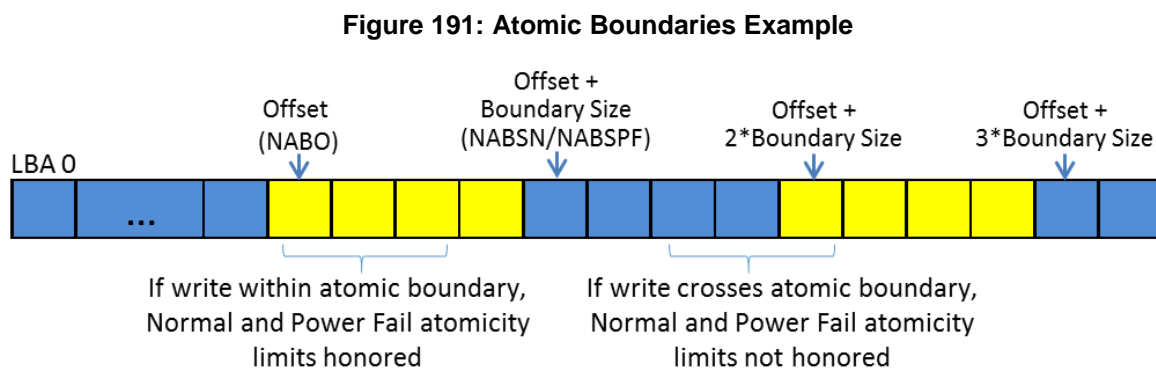 Figure 191: Atomic Boundaries Example
Offset
(NABO)
Offset +
Boundary Size
(NABSN/NABSPF)
Offset +
2*Boundary Size
Offset +
3*Boundary Size
LBA 0
...
If write within atomic boundary,
Normal and Power Fail atomicity
limits honored
If write crosses atomic boundary,
Normal and Power Fail atomicity
limits not honored